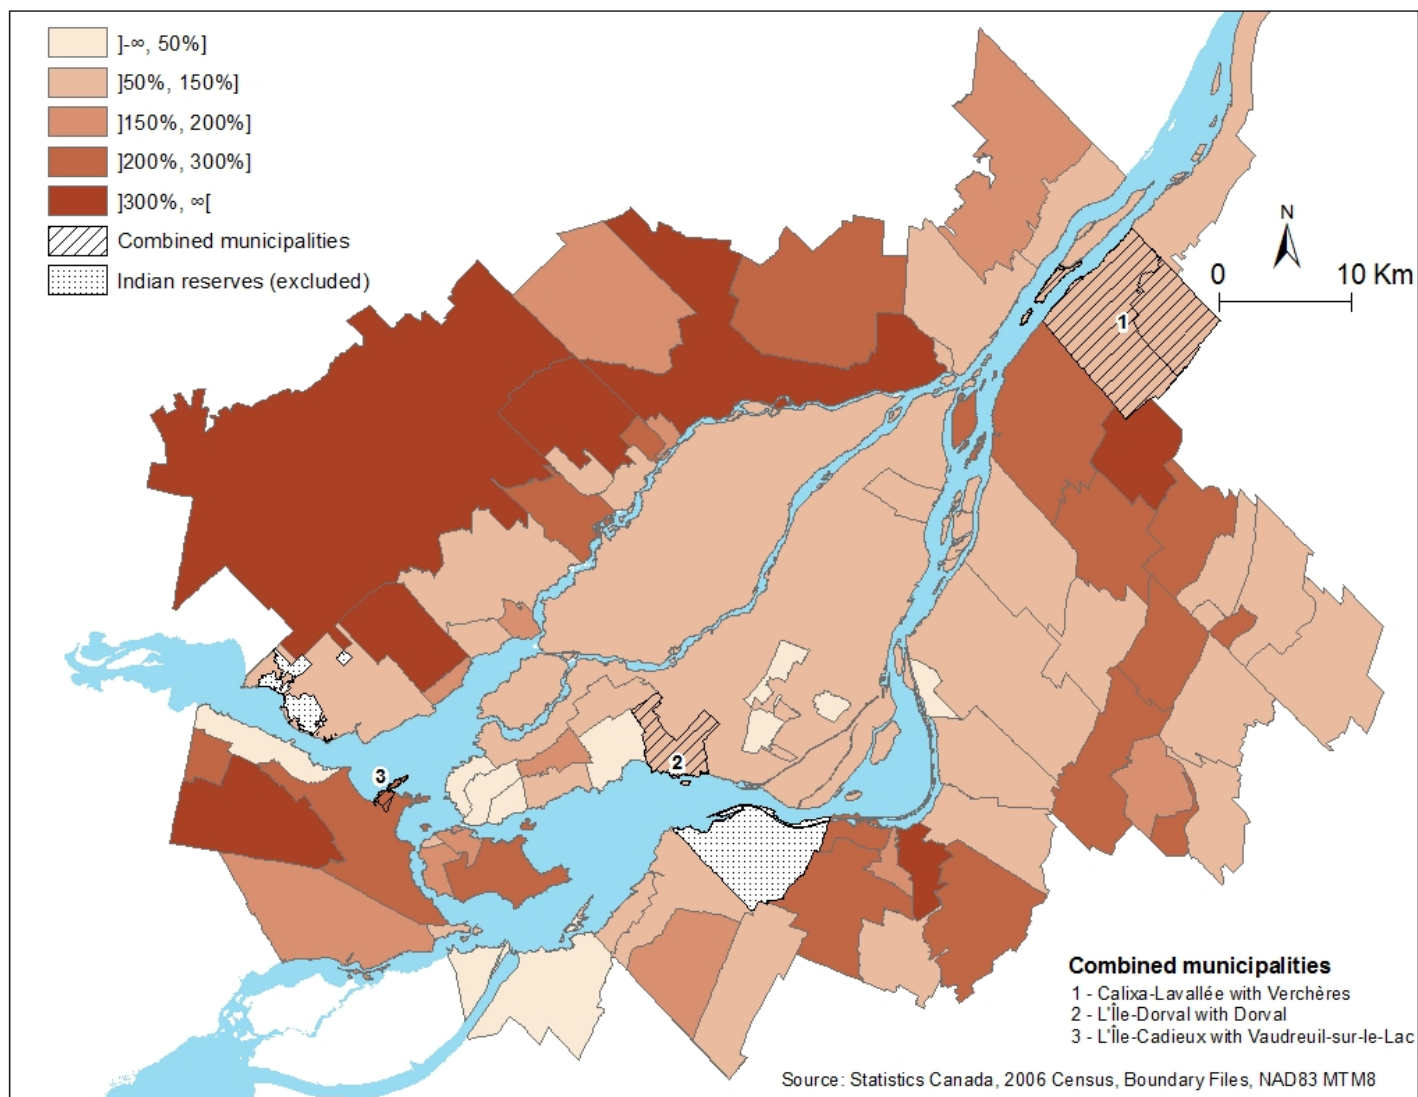 ]-∞, 50%]
]50%, 150%]
]150%, 200%]
]200%, 300%]
]300%, ∞[
Combined municipalities
Indian reserves (excluded)
N
0 10 Km
1
2
3
Combined municipalities
1 - Calixa-Lavallée with Verchères
2 - L'Île-Dorval with Dorval
3 - L'Île-Cadieux with Vaudreuil-sur-le-Lac
Source: Statistics Canada, 2006 Census, Boundary Files, NAD83 MTM8